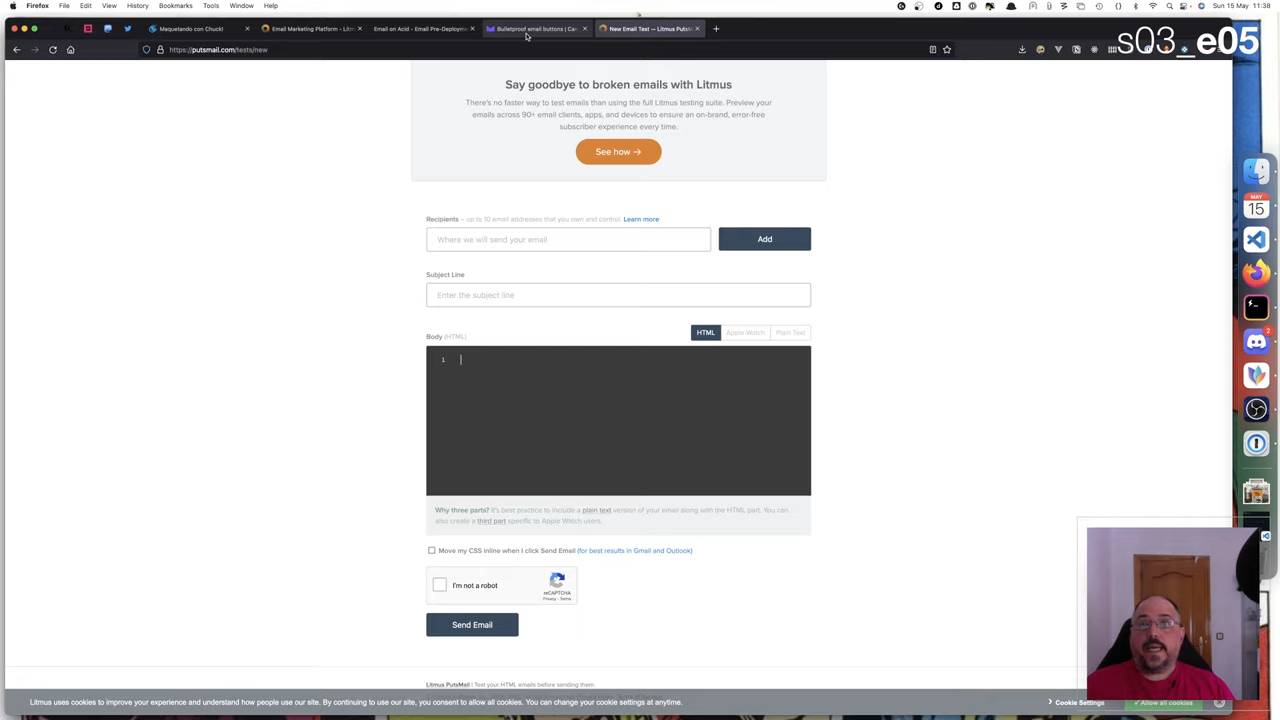 Firefox File Edit View History Bookmarks Tools Window Help
Sun 15 May 11:38
Maquetando con Chuck!
Email Marketing Platform - Litm
Email on Acid - Email Pre-Deploym
Bulletproof email buttons | Ca
New Email Test — Litmus PutsM
https://putsmail.com/tests/new
s03_e05
Say goodbye to broken emails with Litmus
There's no faster way to test emails than using the full Litmus testing suite. Preview your
emails across 90+ email clients, apps, and devices to ensure an on-brand, error-free
subscriber experience every time.
See how →
Recipients – up to 10 email addresses that you own and control. Learn more
Where we will send your email
Add
Subject Line
Enter the subject line
Body (HTML)
HTML Apple Watch Plain Text
1
Why three parts? It's best practice to include a plain text version of your email along with the HTML part. You can
also create a third part specific to Apple Watch users.
Move my CSS inline when I click Send Email (for best results in Gmail and Outlook)
I'm not a robot
reCAPTCHA
Privacy - Terms
Send Email
Litmus PutsMail | Test your HTML emails before sending them.
Litmus uses cookies to improve your experience and understand how people use our site. By continuing to use our site, you consent to allow all cookies. You can change your cookie settings at anytime.
Cookie Settings
✓Allow all cookies
MAY
15
2